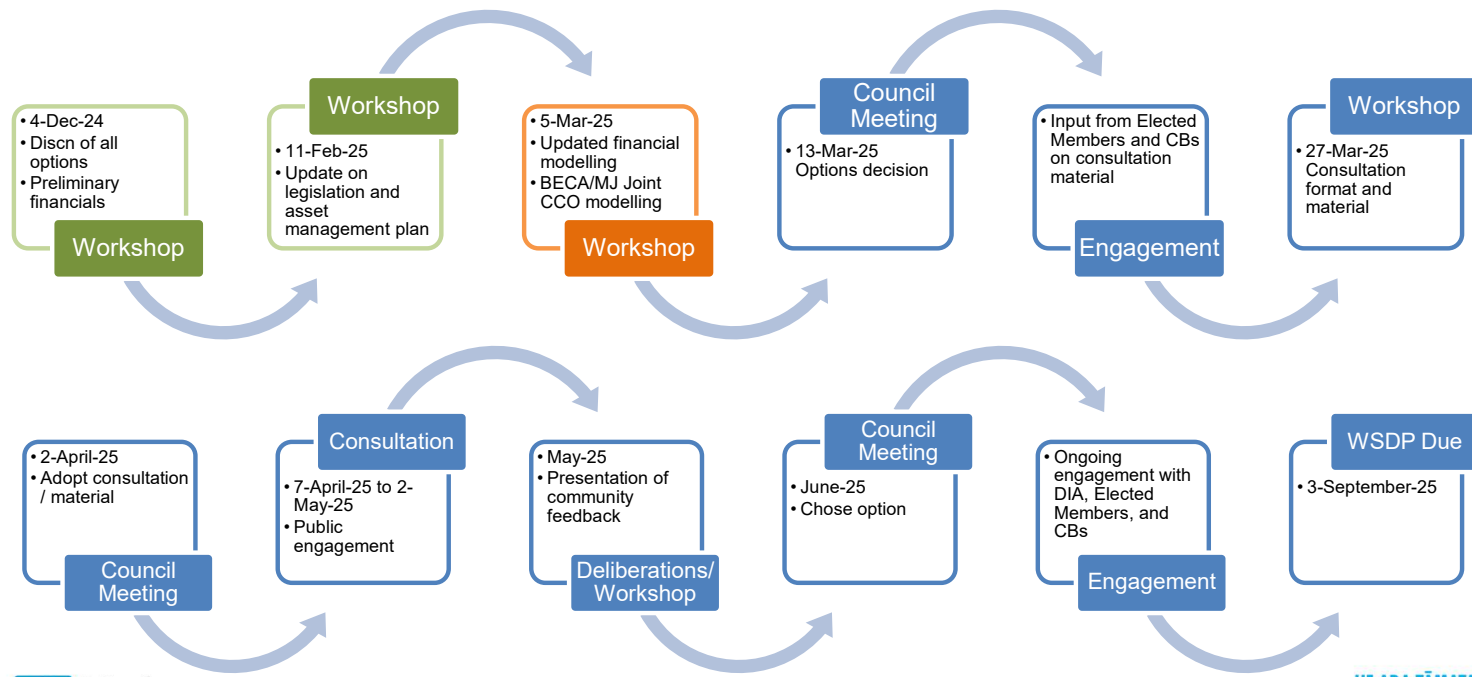 • 4-Dec-24
• Discn of all
options
• Preliminary
financials
Workshop
Workshop
• 11-Feb-25
• Update on
legislation and
asset
management plan
• 5-Mar-25
• Updated financial
modelling
• BECA/MJ Joint
CCO modelling
Workshop
Council
Meeting
• 13-Mar-25
Options decision
• Input from Elected
Members and CBs
on consultation
material
Engagement
Workshop
• 27-Mar-25
Consultation
format and
material
• 2-April-25
• Adopt consultation
/ material
Council
Meeting
Consultation
• 7-April-25 to 2-
May-25
• Public
engagement
• May-25
• Presentation of
community
feedback
Deliberations/
Workshop
Council
Meeting
• June-25
• Chose option
• Ongoing
engagement with
DIA, Elected
Members, and
CBs
Engagement
WSDP Due
• 3-September-25